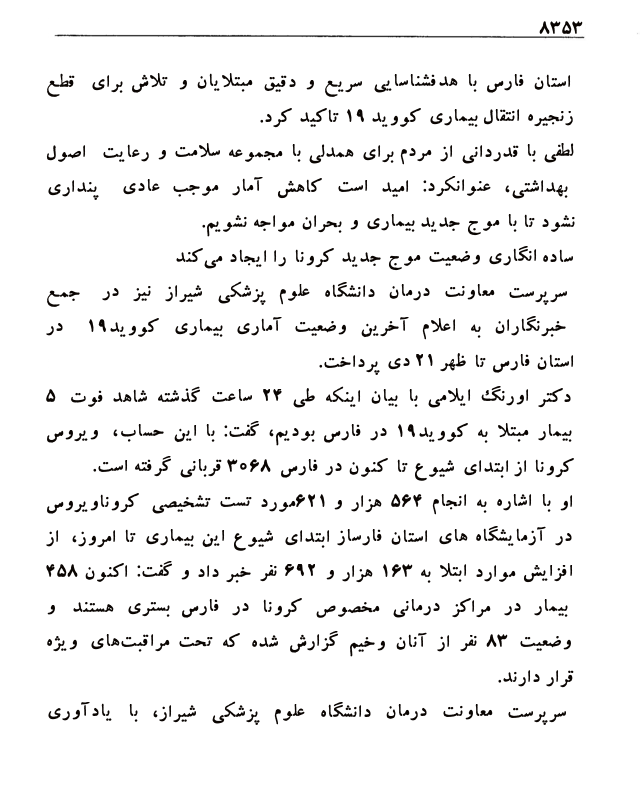 ۸۳۵۳
استان فارس با هدفشناسایی سریع و دقیق مبتلایان و تلاش برای قطع
زنجیره انتقال بیماری کووید ۱۹ تاکید کرد.
لطفی با قدردانی از مردم برای همدلی با مجموعه سلامت و رعایت اصول
بهداشتی، عنوانکرد: امید است کاهش آمار موجب عادی پنداری
نشود تا با موج جدید بیماری و بحران مواجه نشویم.
ساده انگاری وضعیت موج جدید کرونا را ایجاد می‌کند
سرپرست معاونت درمان دانشگاه علوم پزشکی شیراز نیز در جمع
خبرنگاران به اعلام آخرین وضعیت آماری بیماری کووید۱۹ در
استان فارس تا ظهر ۲۱ دی پرداخت.
دکتر اورنگ ایلامی با بیان اینکه طی ۲۴ ساعت گذشته شاهد فوت ۵
بیمار مبتلا به کووید۱۹ در فارس بودیم، گفت: با این حساب، ویروس
کرونا از ابتدای شیوع تا کنون در فارس ۳۰۶۸ قربانی گرفته است.
او با اشاره به انجام ۵۶۴ هزار و ۶۲۱مورد تست تشخیصی کروناویروس
در آزمایشگاه های استان فارساز ابتدای شیوع این بیماری تا امروز، از
افزایش موارد ابتلا به ۱۶۳ هزار و ۶۹۲ نفر خبر داد و گفت: اکنون ۴۵۸
بیمار در مراکز درمانی مخصوص کرونا در فارس بستری هستند و
وضعیت ۸۳ نفر از آنان وخیم گزارش شده که تحت مراقبت‌های ویژه
قرار دارند.
سرپرست معاونت درمان دانشگاه علوم پزشکی شیراز، با یادآوری